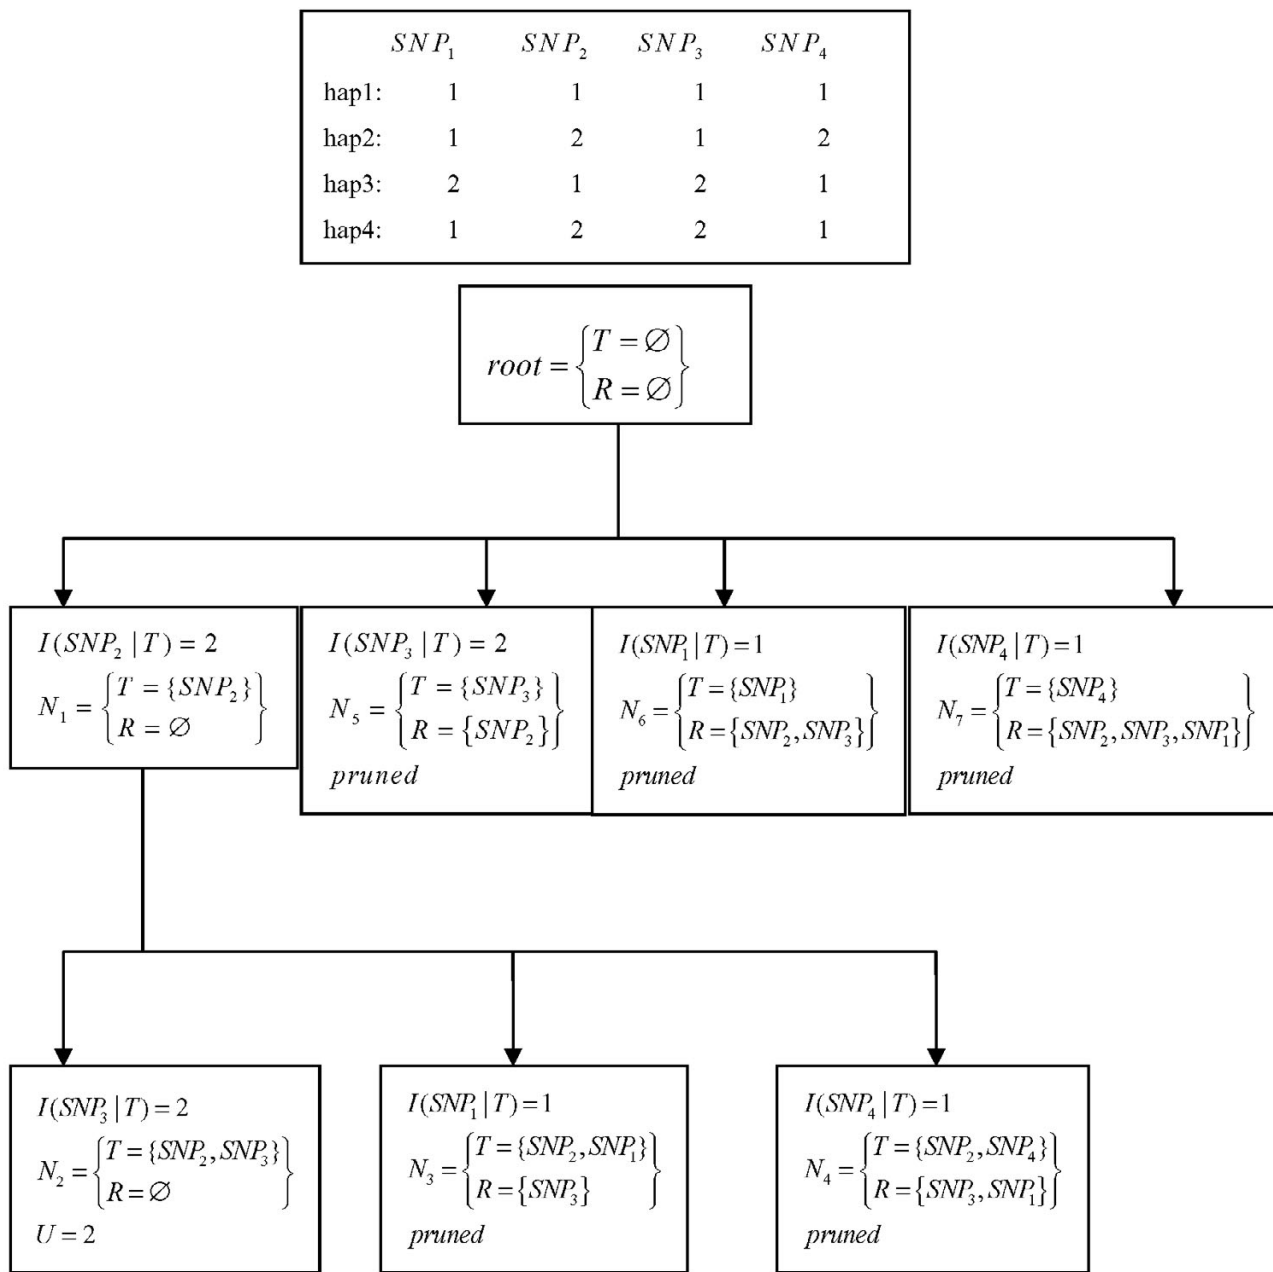 SNP₁ SNP₂ SNP₃ SNP₄
hap1: 1 1 1 1
hap2: 1 2 1 2
hap3: 2 1 2 1
hap4: 1 2 2 1
root = {T = ∅
R = ∅}
I(SNP₂ | T) = 2
N₁ = {T = {SNP₂}
R = ∅}
I(SNP₃ | T) = 2
N₅ = {T = {SNP₃}
R = {SNP₂}}
pruned
I(SNP₁ | T) = 1
N₆ = {T = {SNP₁}
R = {SNP₂, SNP₃}}
pruned
I(SNP₄ | T) = 1
N₇ = {T = {SNP₄}
R = {SNP₂, SNP₃, SNP₁}}
pruned
I(SNP₃ | T) = 2
N₂ = {T = {SNP₂, SNP₃}
R = ∅}
U = 2
I(SNP₁ | T) = 1
N₃ = {T = {SNP₂, SNP₁}
R = {SNP₃}}
pruned
I(SNP₄ | T) = 1
N₄ = {T = {SNP₂, SNP₄}
R = {SNP₃, SNP₁}}
pruned